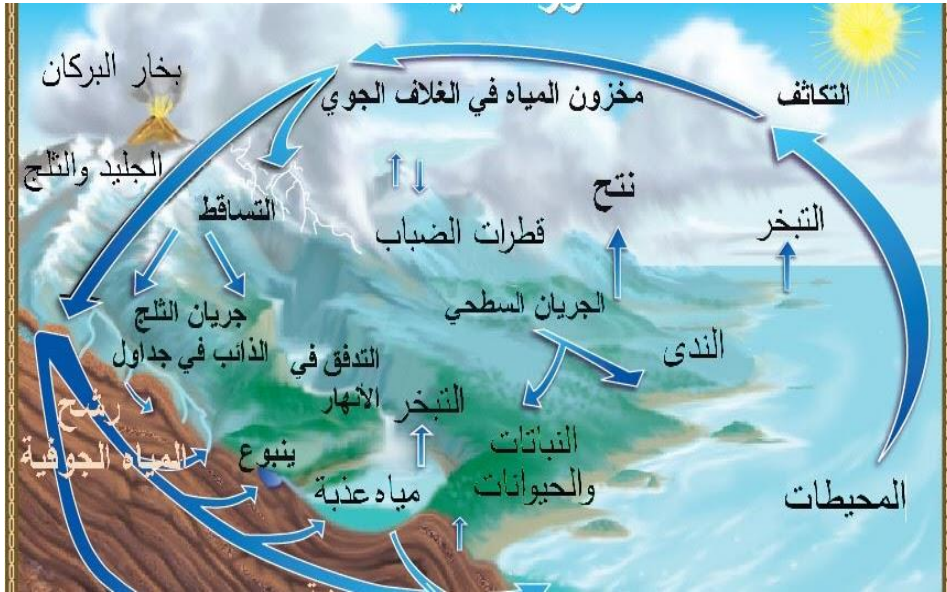 بخار البركان
التكاثف
مخزون المياه في الغلاف الجوي
الجليد والثلج
نتح
التساقط
التبخر
قطرات الضباب
الجريان السطحي
جريان الثلج
الذائب في جداول
الندى
التدفق في
الأنهار
التبخر
رشح
المياه الجوفية
ينبوع
النباتات
والحيوانات
مياه عذبة
المحيطات